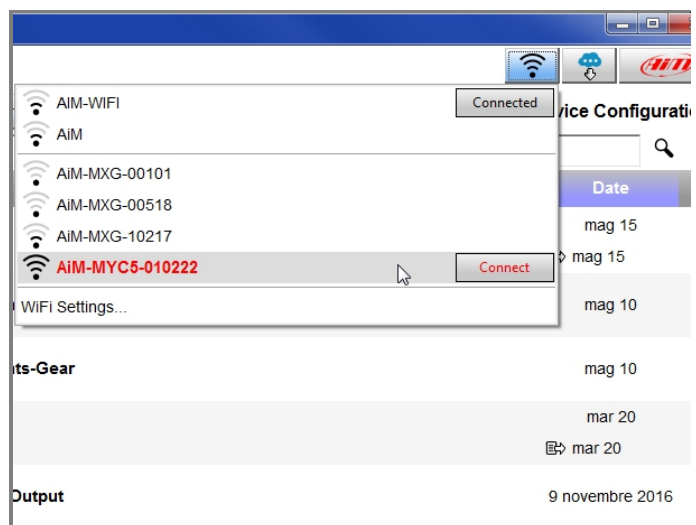 AiM
AIM-WIFI Connected
AiM
AiM-MXG-00101
AiM-MXG-00518
AiM-MXG-10217
AiM-MYC5-010222 Connect
WiFi Settings...
vice Configurati
Date
mag 15
mag 15
mag 10
ts-Gear mag 10
mar 20
mar 20
Output 9 novembre 2016